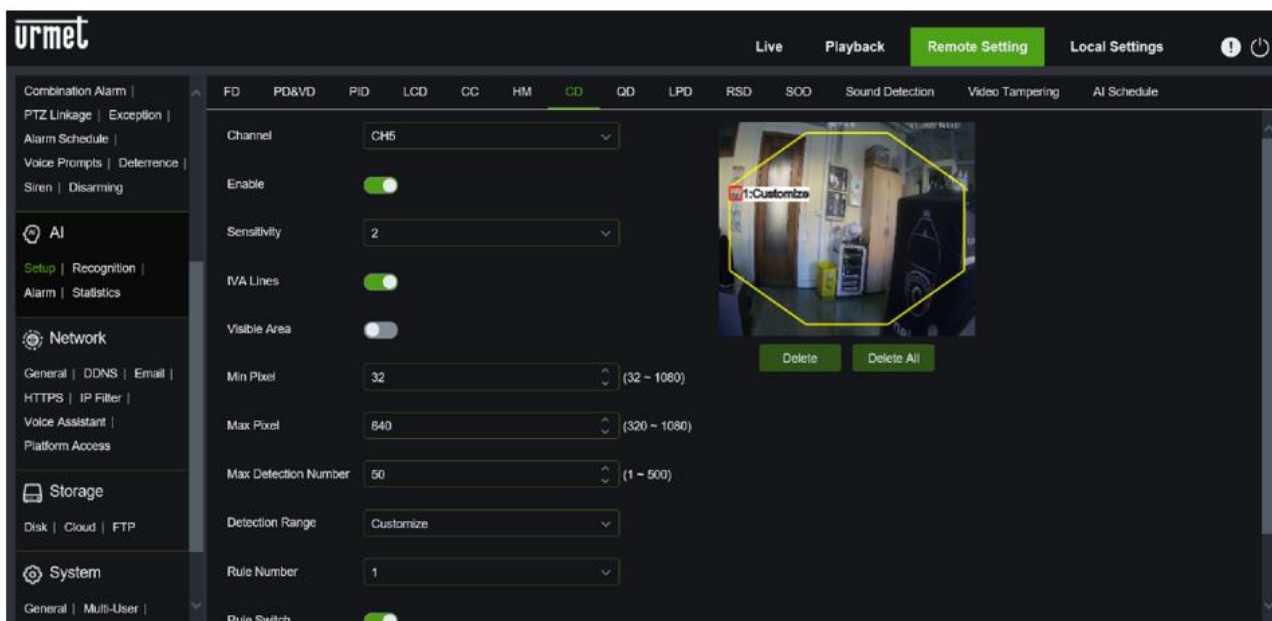 urmet
Live Playback Remote Setting Local Settings
Combination Alarm |
PTZ Linkage | Exception |
Alarm Schedule |
Voice Prompts | Deterrence |
Siren | Disarming
AI
Setup | Recognition |
Alarm | Statistics
Network
General | DDNS | Email |
HTTPS | IP Filter |
Voice Assistant |
Platform Access
Storage
Disk | Cloud | FTP
System
General | Multi-User |
FD PD&VD PID LCD CC HM CD QD LPD RSD SOD Sound Detection Video Tampering AI Schedule
Channel CH5
Enable
Sensitivity 2
IVA Lines
Visible Area
Min Pixel 32 (32 ~ 1080)
Max Pixel 640 (320 ~ 1080)
Max Detection Number 50 (1 ~ 500)
Detection Range Customize
Rule Number 1
Rule Switch
1:Customize
Delete Delete All